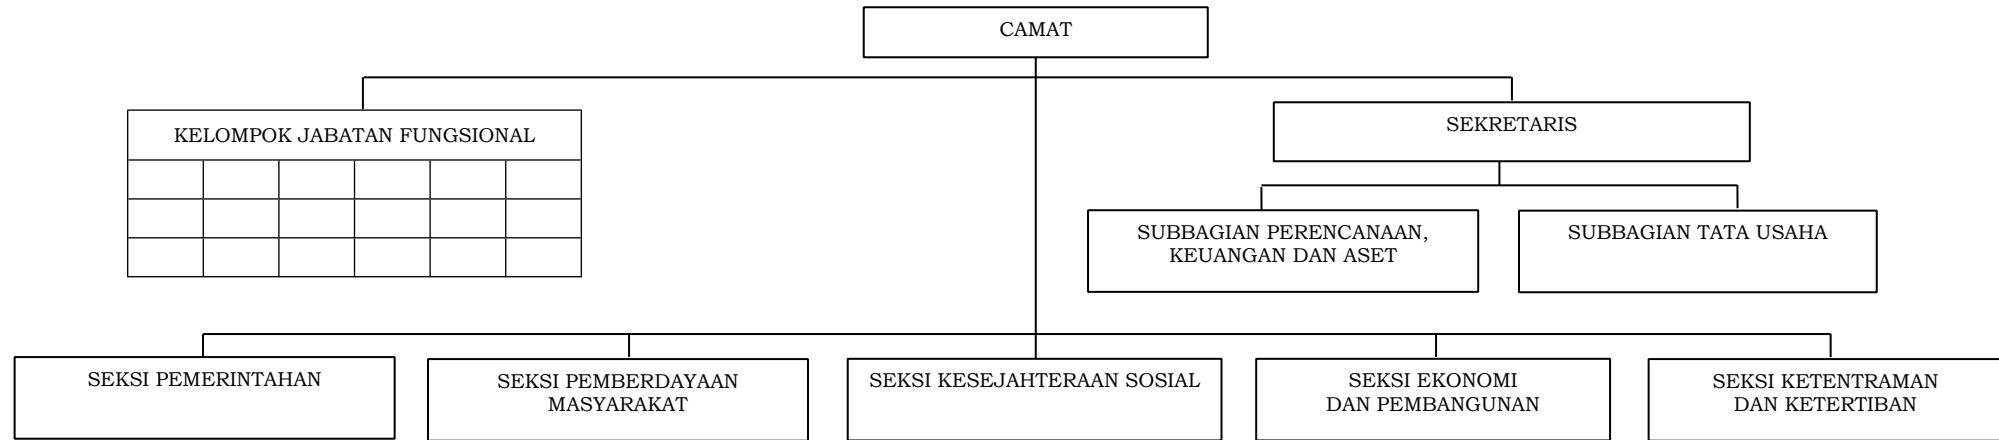 CAMAT
KELOMPOK JABATAN FUNGSIONAL
SEKRETARIS
SUBBAGIAN PERENCANAAN,
KEUANGAN DAN ASET
SUBBAGIAN TATA USAHA
SEKSI PEMERINTAHAN
SEKSI PEMBERDAYAAN
MASYARAKAT
SEKSI KESEJAHTERAAN SOSIAL
SEKSI EKONOMI
DAN PEMBANGUNAN
SEKSI KETENTRAMAN
DAN KETERTIBAN